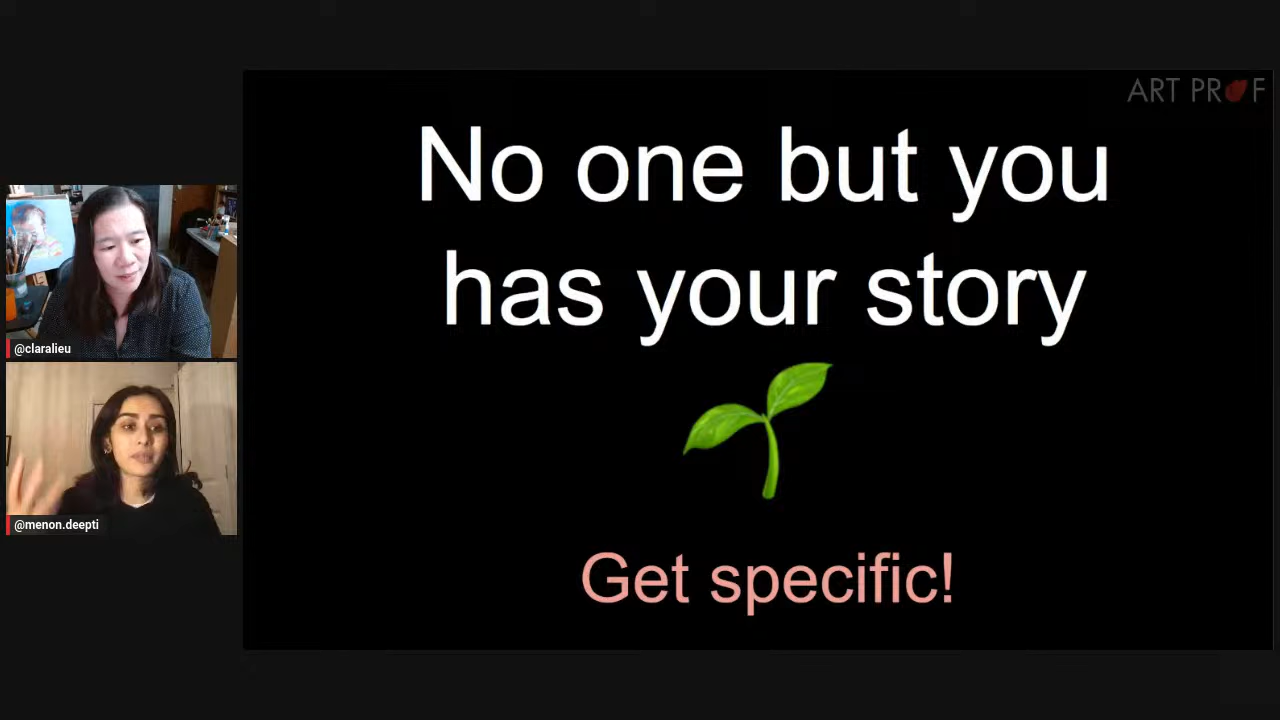 ART PROF
No one but you
has your story
Get specific!
@claralieu
@menon.deepti